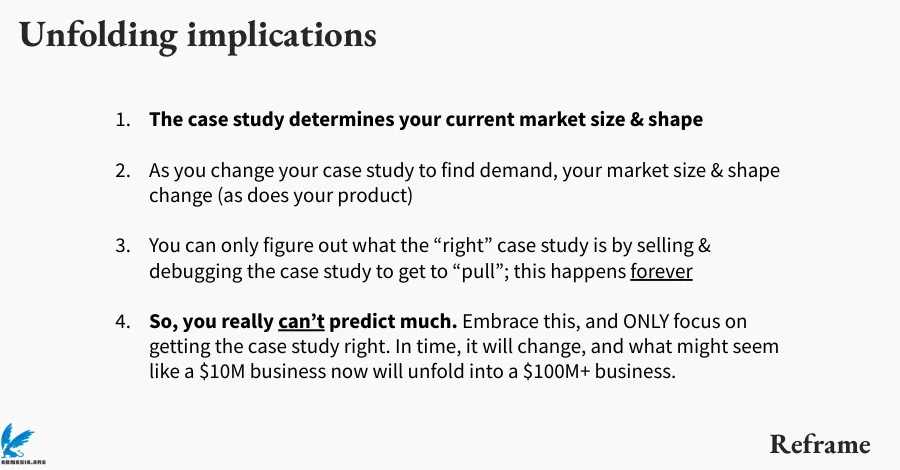 Unfolding implications
1. The case study determines your current market size & shape
2. As you change your case study to find demand, your market size & shape
change (as does your product)
3. You can only figure out what the “right” case study is by selling &
debugging the case study to get to “pull”; this happens forever
4. So, you really can’t predict much. Embrace this, and ONLY focus on
getting the case study right. In time, it will change, and what might seem
like a $10M business now will unfold into a $100M+ business.
Reframe